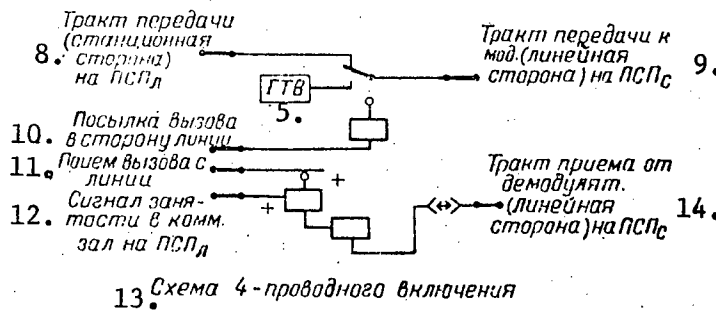 Тракт передачи
(станционная
8. сторона)
на ПСПл
Тракт передачи к
мод. (линейная
сторона) на ПСПс 9.
ГТВ
5.
10. Посылка вызова
в сторону линии
11. Прием вызова с
линии
+
12. Сигнал заня-
тости в комм.
зал на ПСПл
+
Тракт приема от
демодулят.
(линейная 14.
сторона) на ПСПс
13. Схема 4-проводного включения